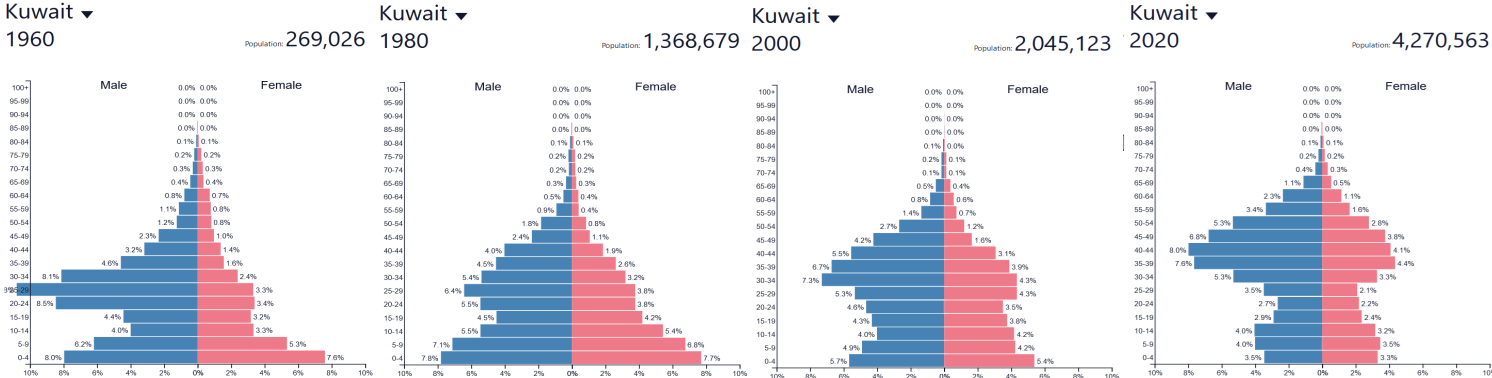 Kuwait
1960
Population: 269,026
Male Female
100+ 0.0% 0.0%
95-99 0.0% 0.0%
90-94 0.0% 0.0%
85-89 0.0% 0.0%
80-84 0.1% 0.1%
75-79 0.2% 0.2%
70-74 0.3% 0.3%
65-69 0.4% 0.4%
60-64 0.8% 0.7%
55-59 1.1% 0.8%
50-54 1.2% 0.8%
45-49 2.3% 1.0%
40-44 3.2% 1.4%
35-39 4.6% 1.6%
30-34 8.1% 2.4%
25-29 3.3%
20-24 8.5% 3.4%
15-19 4.4% 3.2%
10-14 4.0% 3.3%
5-9 6.2% 5.3%
0-4 8.0% 7.6%
10% 8% 6% 4% 2% 0% 2% 4% 6% 8% 10%
Kuwait
1980
Population: 1,368,679
Male Female
100+ 0.0% 0.0%
95-99 0.0% 0.0%
90-94 0.0% 0.0%
85-89 0.0% 0.0%
80-84 0.1% 0.1%
75-79 0.2% 0.2%
70-74 0.2% 0.2%
65-69 0.3% 0.3%
60-64 0.5% 0.4%
55-59 0.9% 0.4%
50-54 1.8% 0.8%
45-49 2.4% 1.1%
40-44 4.0% 1.9%
35-39 4.5% 2.6%
30-34 5.4% 3.2%
25-29 6.4% 3.8%
20-24 5.5% 3.8%
15-19 4.5% 4.2%
10-14 5.5% 5.4%
5-9 7.1% 6.8%
0-4 7.8% 7.7%
10% 8% 6% 4% 2% 0% 2% 4% 6% 8% 10%
Kuwait
2000
Population: 2,045,123
Male Female
100+ 0.0% 0.0%
95-99 0.0% 0.0%
90-94 0.0% 0.0%
85-89 0.0% 0.0%
80-84 0.1% 0.0%
75-79 0.2% 0.1%
70-74 0.1% 0.1%
65-69 0.5% 0.4%
60-64 0.8% 0.6%
55-59 1.4% 0.7%
50-54 2.7% 1.2%
45-49 4.2% 1.6%
40-44 5.5% 3.1%
35-39 6.7% 3.9%
30-34 7.3% 4.3%
25-29 5.3% 4.3%
20-24 4.6% 3.5%
15-19 4.3% 3.8%
10-14 4.0% 4.2%
5-9 4.9% 4.2%
0-4 5.7% 5.4%
10% 8% 6% 4% 2% 0% 2% 4% 6% 8% 10%
Kuwait
2020
Population: 4,270,563
Male Female
100+ 0.0% 0.0%
95-99 0.0% 0.0%
90-94 0.0% 0.0%
85-89 0.0% 0.0%
80-84 0.1% 0.1%
75-79 0.2% 0.2%
70-74 0.4% 0.3%
65-69 1.1% 0.5%
60-64 2.3% 1.1%
55-59 3.4% 1.6%
50-54 5.3% 2.8%
45-49 6.8% 3.8%
40-44 8.0% 4.1%
35-39 7.6% 4.4%
30-34 5.3% 3.3%
25-29 3.5% 2.1%
20-24 2.7% 2.2%
15-19 2.9% 2.4%
10-14 4.0% 3.2%
5-9 4.0% 3.5%
0-4 3.5% 3.3%
10% 8% 6% 4% 2% 0% 2% 4% 6% 8% 10%